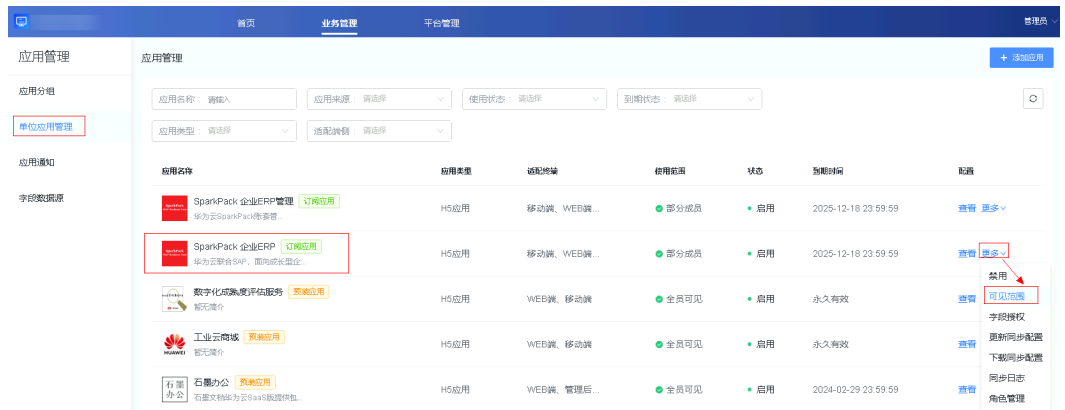 首页 业务管理 平台管理 管理员
应用管理 应用管理 + 添加应用
应用分组
单位应用管理
应用通知
字段数据源
应用名称： 请输入 应用来源： 请选择 使用状态： 请选择 到期状态： 请选择
应用类型： 请选择 适配端侧： 请选择
应用名称 应用类型 适配终端 使用范围 状态 到期时间 配置
SparkPack 企业ERP管理 订阅应用
华为云SparkPack账套管...
H5应用 移动端、WEB端... 部分成员 启用 2025-12-18 23:59:59 查看 更多
SparkPack 企业ERP 订阅应用
华为云联合SAP，面向成长型企...
H5应用 移动端、WEB端... 部分成员 启用 2025-12-18 23:59:59 查看 更多
数字化成熟度评估服务 预装应用
暂无简介
H5应用 WEB端、移动端 全员可见 启用 永久有效 查看
工业云商城 预装应用
暂无简介
HUAWEI
H5应用 WEB端、移动端 全员可见 启用 永久有效 查看
石墨办公 预装应用
石墨文档华为云SaaS版提供包...
石墨
办公
H5应用 WEB端、管理后... 全员可见 启用 2024-02-29 23:59:59 查看
禁用
可见范围
字段授权
更新同步配置
下载同步配置
同步日志
角色管理